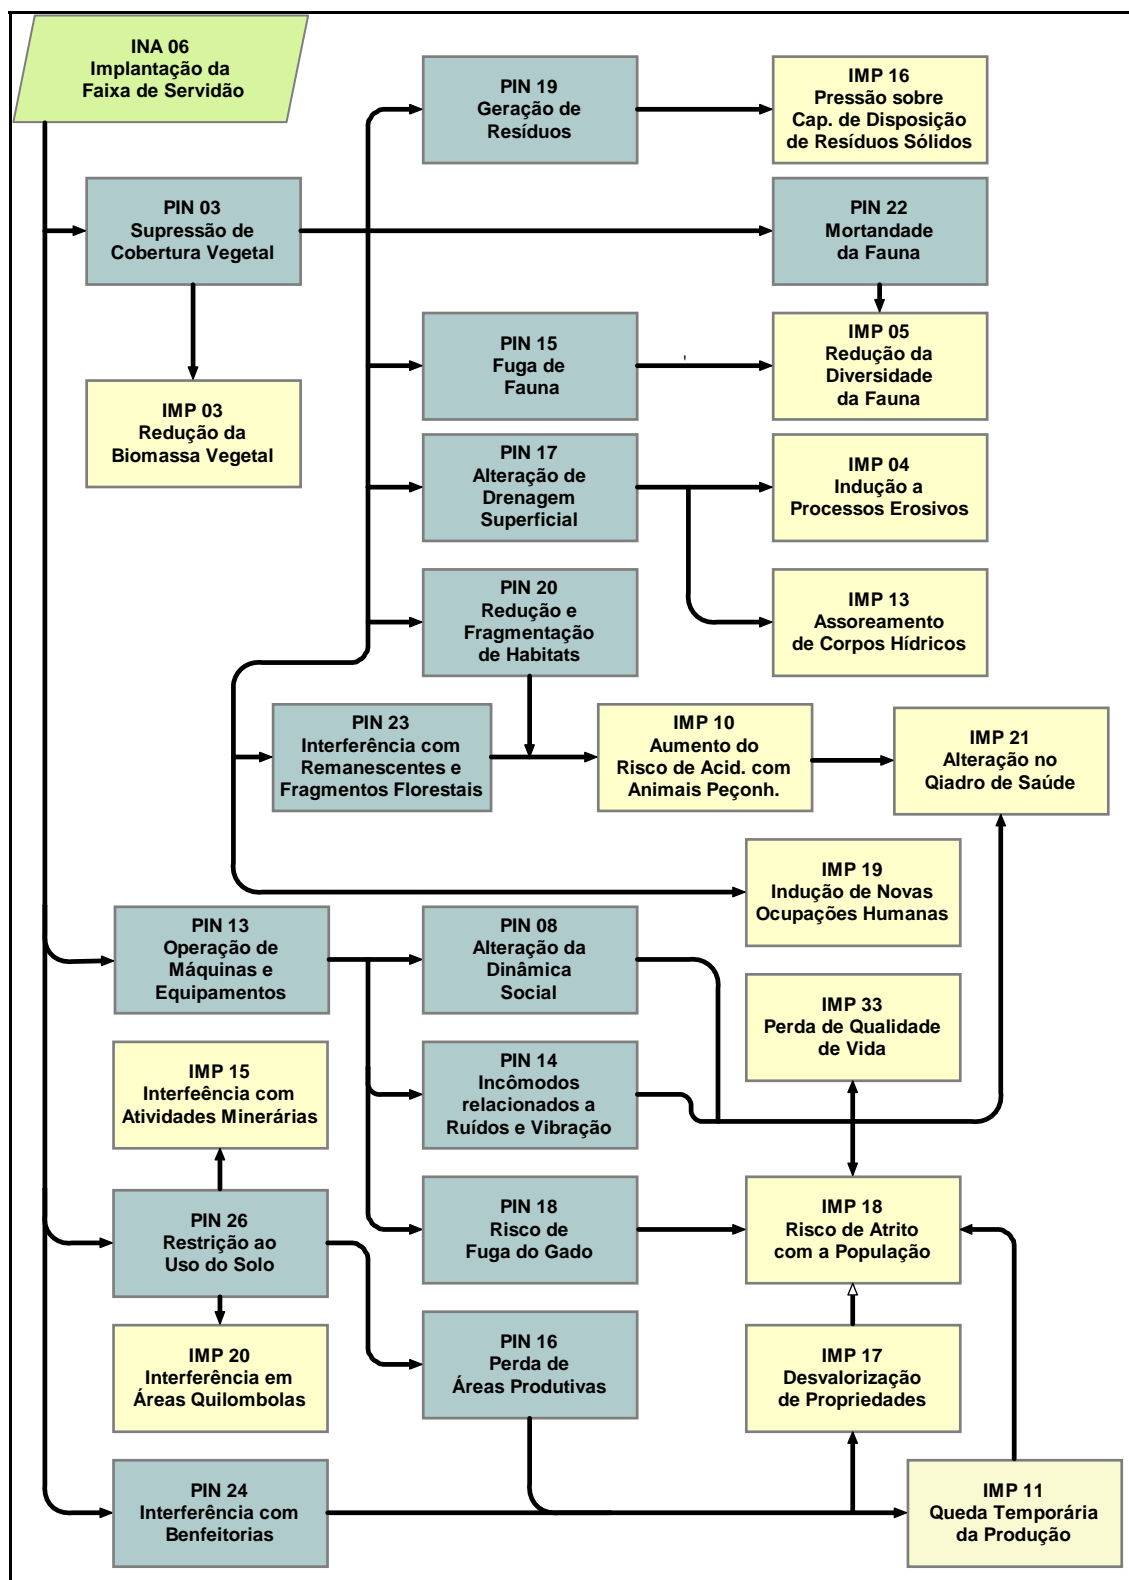 INA 06
Implantação da
Faixa de Servidão
PIN 19
Geração de
Resíduos
IMP 16
Pressão sobre
Cap. de Disposição
de Resíduos Sólidos
PIN 03
Supressão de
Cobertura Vegetal
PIN 22
Mortandade
da Fauna
PIN 15
Fuga de
Fauna
IMP 05
Redução da
Diversidade
da Fauna
IMP 03
Redução da
Biomassa Vegetal
PIN 17
Alteração de
Drenagem
Superficial
IMP 04
Indução a
Processos Erosivos
PIN 20
Redução e
Fragmentação
de Habitats
IMP 13
Assoreamento
de Corpos Hídricos
PIN 23
Interferência com
Remanescentes e
Fragmentos Florestais
IMP 10
Aumento do
Risco de Acid. com
Animais Peçonh.
IMP 21
Alteração no
Qiadro de Saúde
IMP 19
Indução de Novas
Ocupações Humanas
PIN 13
Operação de
Máquinas e
Equipamentos
PIN 08
Alteração da
Dinâmica
Social
IMP 33
Perda de Qualidade
de Vida
IMP 15
Interfeência com
Atividades Minerárias
PIN 14
Incômodos
relacionados a
Ruídos e Vibração
PIN 26
Restrição ao
Uso do Solo
PIN 18
Risco de
Fuga do Gado
IMP 18
Risco de Atrito
com a População
IMP 20
Interferência em
Áreas Quilombolas
PIN 16
Perda de
Áreas Produtivas
IMP 17
Desvalorização
de Propriedades
PIN 24
Interferência com
Benfeitorias
IMP 11
Queda Temporária
da Produção